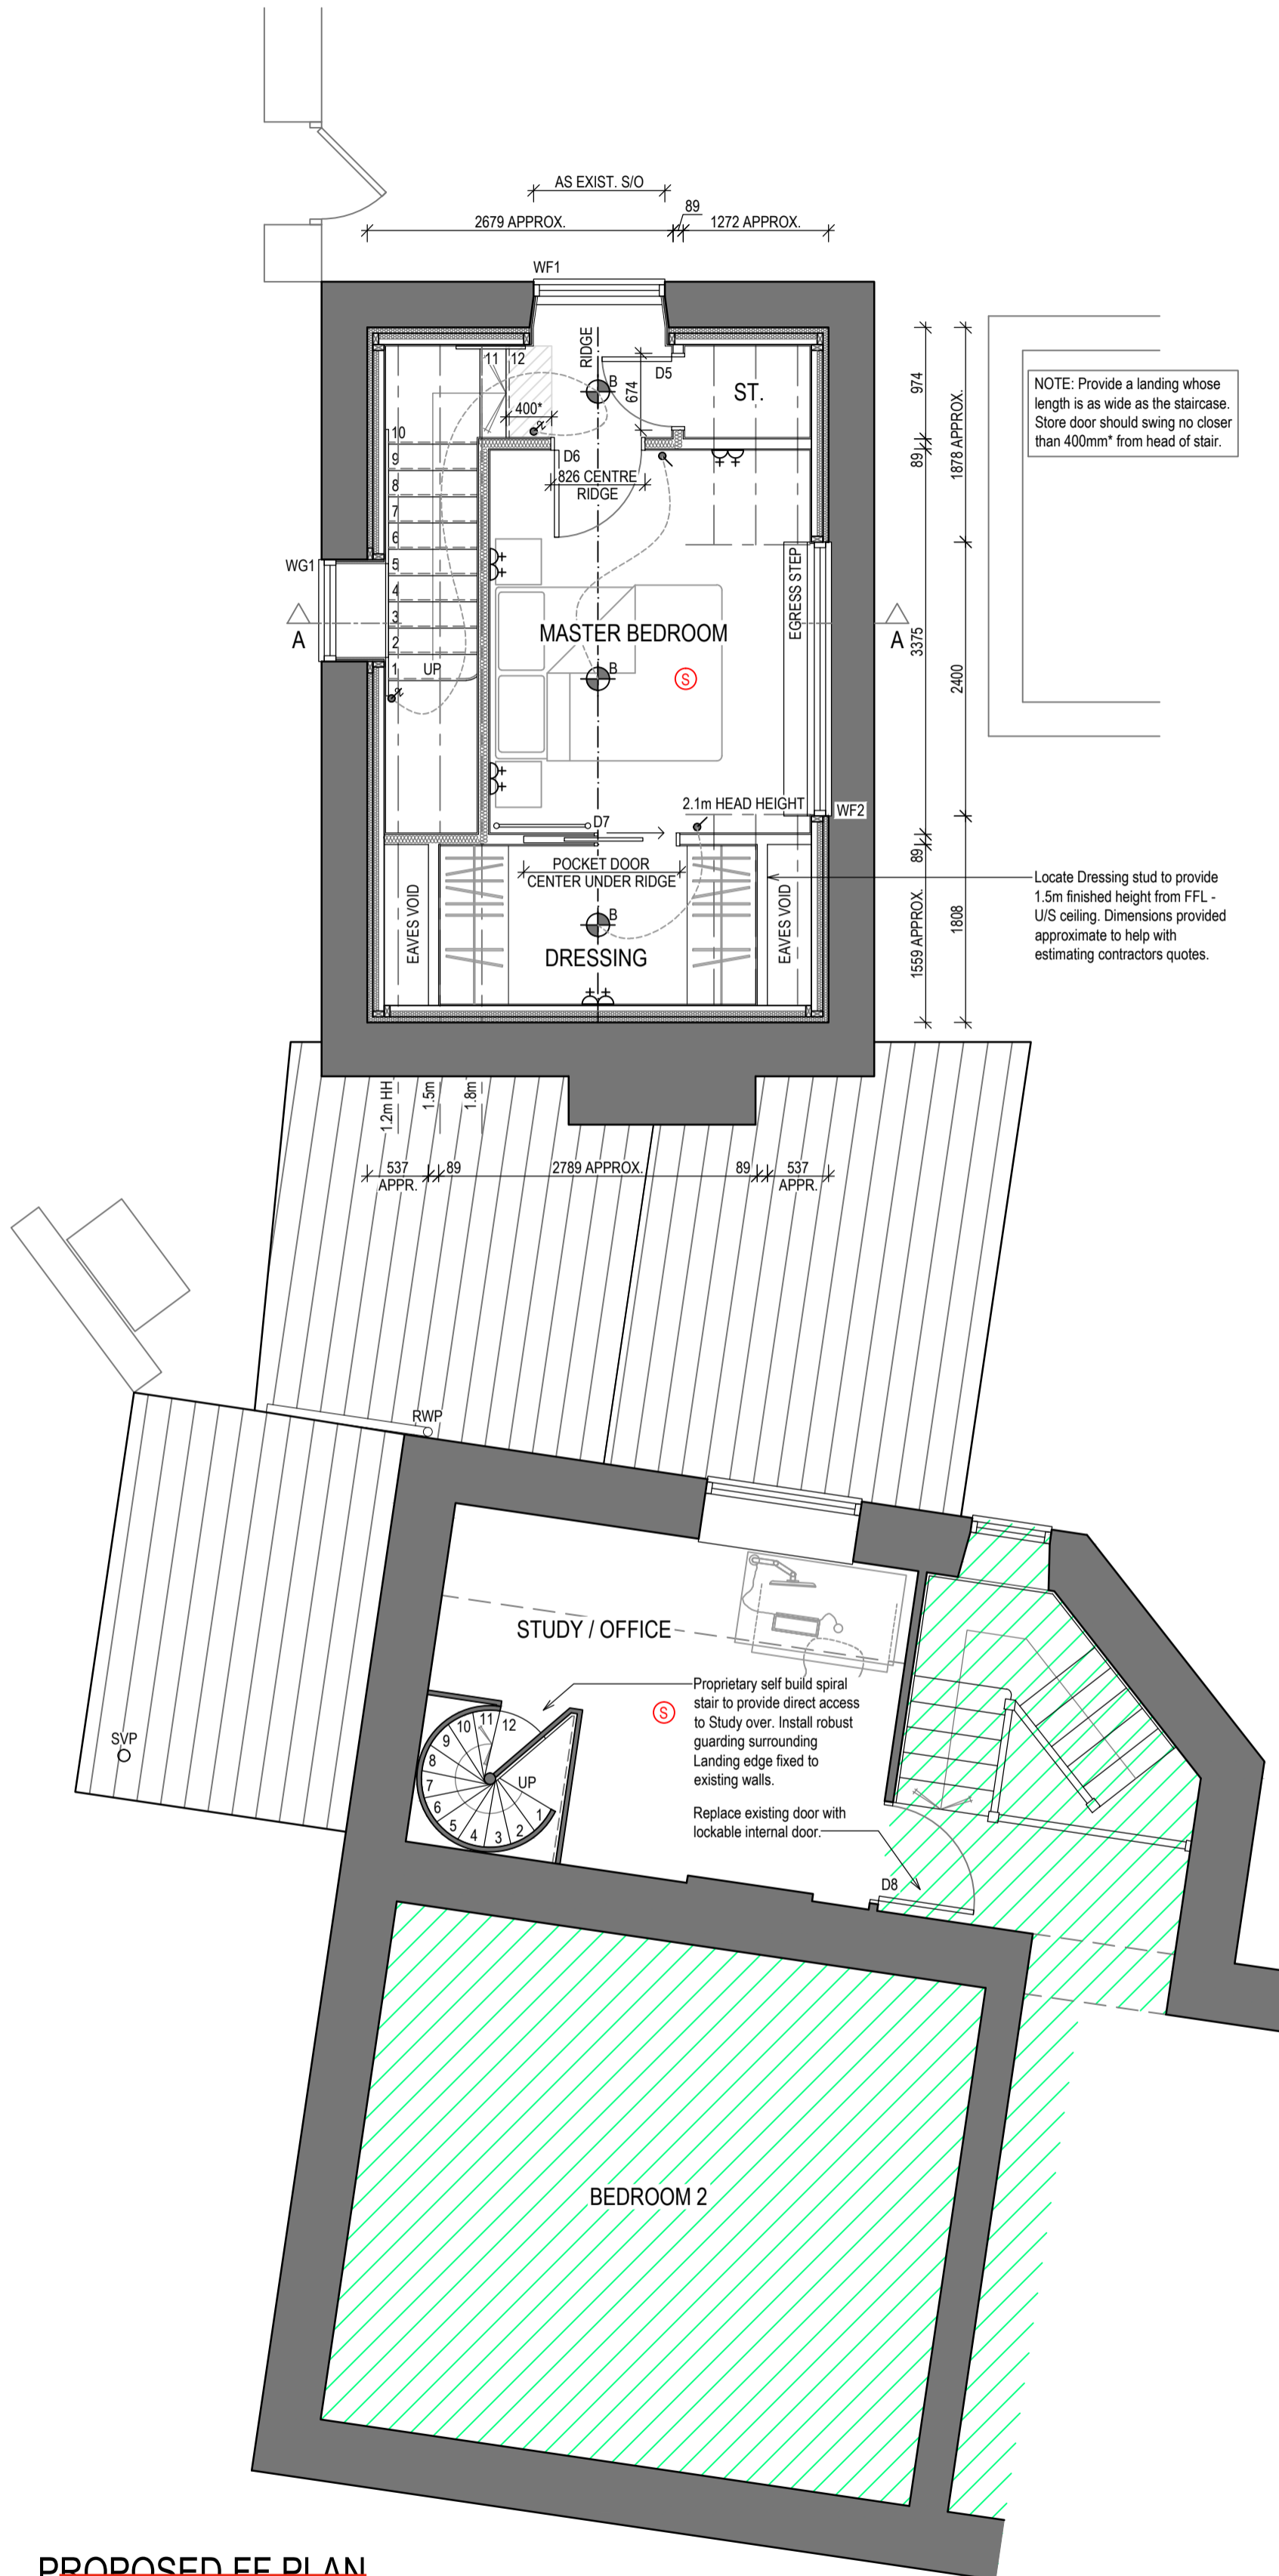 AS EXIST. S/O
89
2679 APPROX.
1272 APPROX.
WF1
RIDGE
11
12
B
D5
674
ST.
400*
974
1878 APPROX.
NOTE: Provide a landing whose
length is as wide as the staircase.
Store door should swing no closer
than 400mm* from head of stair.
10
9
8
7
6
5
4
3
2
1
UP
D6
89
826 CENTRE
RIDGE
WG1
A
MASTER BEDROOM
EGRESS STEP
A
3375
S
B
2400
2.1m HEAD HEIGHT
WF2
D7
89
POCKET DOOR
CENTER UNDER RIDGE
EAVES VOID
EAVES VOID
B
DRESSING
1559 APPROX.
1808
Locate Dressing stud to provide
1.5m finished height from FFL -
U/S ceiling. Dimensions provided
approximate to help with
estimating contractors quotes.
1.2m HH
1.5m
1.8m
537
APPR.
89
2789 APPROX.
89
537
APPR.
RWP
STUDY / OFFICE
Proprietary self build spiral
stair to provide direct access
to Study over. Install robust
guarding surrounding
Landing edge fixed to
existing walls.
S
SVP
12
11
10
9
8
7
6
5
4
3
2
1
UP
Replace existing door with
lockable internal door.
D8
BEDROOM 2
PROPOSED FF PLAN